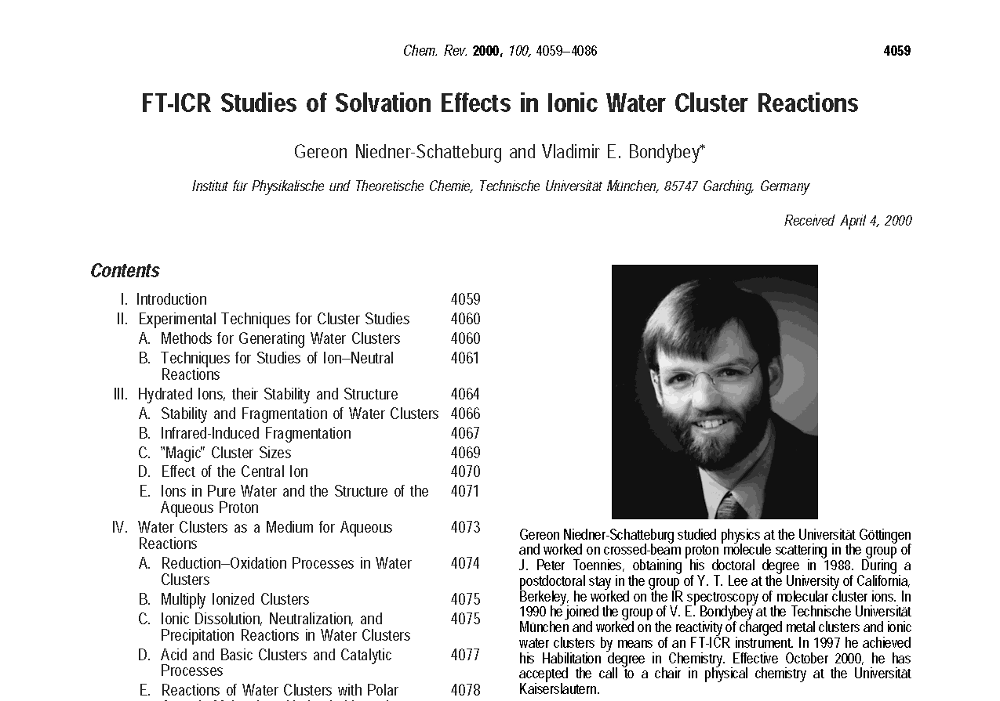 Chem. Rev. 2000, 100, 4059–4086 4059
FT-ICR Studies of Solvation Effects in Ionic Water Cluster Reactions
Gereon Niedner-Schatteburg and Vladimir E. Bondybey*
Institut für Physikalische und Theoretische Chemie, Technische Universität München, 85747 Garching, Germany
Received April 4, 2000
Contents
I. Introduction 4059
II. Experimental Techniques for Cluster Studies 4060
A. Methods for Generating Water Clusters 4060
B. Techniques for Studies of Ion–Neutral 4061
Reactions
III. Hydrated Ions, their Stability and Structure 4064
A. Stability and Fragmentation of Water Clusters 4066
B. Infrared-Induced Fragmentation 4067
C. "Magic" Cluster Sizes 4069
D. Effect of the Central Ion 4070
E. Ions in Pure Water and the Structure of the 4071
Aqueous Proton
IV. Water Clusters as a Medium for Aqueous 4073
Reactions
A. Reduction–Oxidation Processes in Water 4074
Clusters
B. Multiply Ionized Clusters 4075
C. Ionic Dissolution, Neutralization, and 4075
Precipitation Reactions in Water Clusters
D. Acid and Basic Clusters and Catalytic 4077
Processes
E. Reactions of Water Clusters with Polar 4078
Gereon Niedner-Schatteburg studied physics at the Universität Göttingen
and worked on crossed-beam proton molecule scattering in the group of
J. Peter Toennies, obtaining his doctoral degree in 1988. During a
postdoctoral stay in the group of Y. T. Lee at the University of California,
Berkeley, he worked on the IR spectroscopy of molecular cluster ions. In
1990 he joined the group of V. E. Bondybey at the Technische Universität
München and worked on the reactivity of charged metal clusters and ionic
water clusters by means of an FT-ICR instrument. In 1997 he achieved
his Habilitation degree in Chemistry. Effective October 2000, he has
accepted the call to a chair in physical chemistry at the Universität
Kaiserslautern.